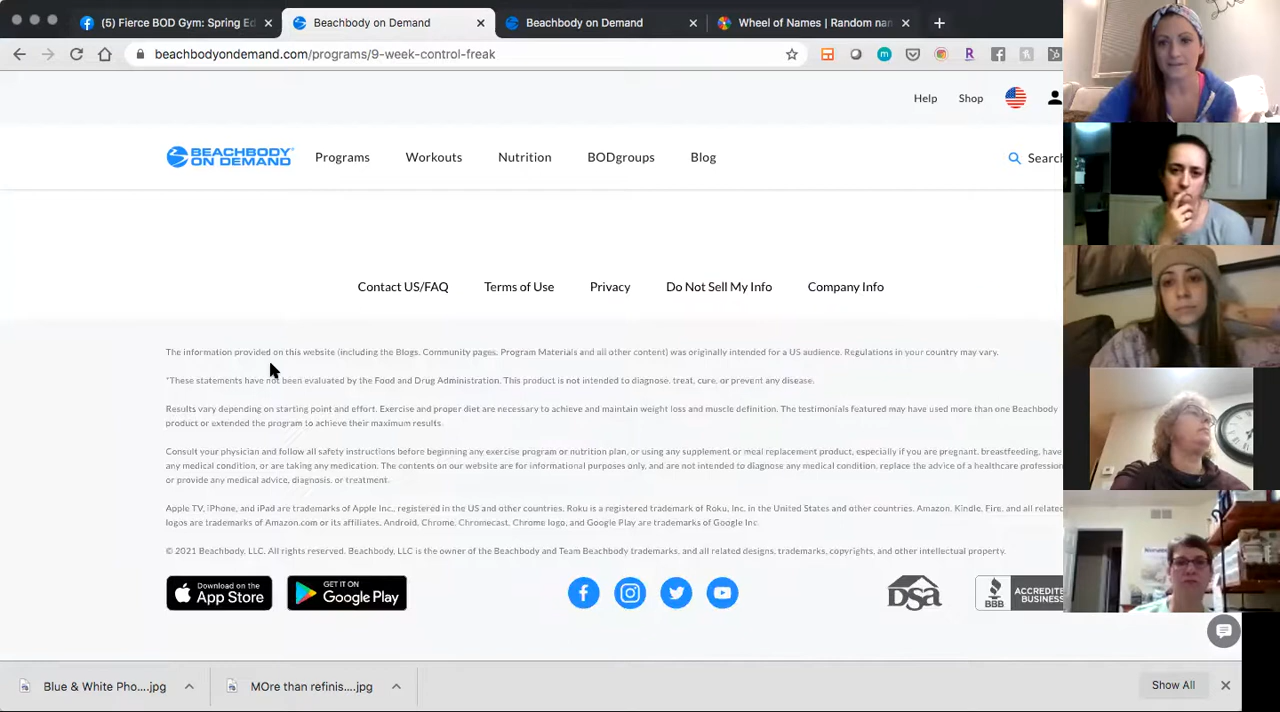 (5) Fierce BOD Gym: Spring Ed
Beachbody on Demand
Beachbody on Demand
Wheel of Names | Random nam
beachbodyondemand.com/programs/9-week-control-freak
Help
Shop
BEACHBODY
ON DEMAND
Programs
Workouts
Nutrition
BODgroups
Blog
Search
Contact US/FAQ
Terms of Use
Privacy
Do Not Sell My Info
Company Info
The information provided on this website (including the Blogs, Community pages, Program Materials and all other content) was originally intended for a US audience. Regulations in your country may vary.
*These statements have not been evaluated by the Food and Drug Administration. This product is not intended to diagnose, treat, cure, or prevent any disease.
Results vary depending on starting point and effort. Exercise and proper diet are necessary to achieve and maintain weight loss and muscle definition. The testimonials featured may have used more than one Beachbody
product or extended the program to achieve their maximum results.
Consult your physician and follow all safety instructions before beginning any exercise program or nutrition plan, or using any supplement or meal replacement product, especially if you are pregnant, breastfeeding, have
any medical condition, or are taking any medication. The contents on our website are for informational purposes only, and are not intended to diagnose any medical condition, replace the advice of a healthcare profession
or provide any medical advice, diagnosis, or treatment.
Apple TV, iPhone, and iPad are trademarks of Apple Inc., registered in the US and other countries. Roku is a registered trademark of Roku, Inc. in the United States and other countries. Amazon, Kindle, Fire, and all related
logos are trademarks of Amazon.com or its affiliates. Android, Chrome, Chromecast, Chrome logo, and Google Play are trademarks of Google Inc.
© 2021 Beachbody, LLC. All rights reserved. Beachbody, LLC is the owner of the Beachbody and Team Beachbody trademarks, and all related designs, trademarks, copyrights, and other intellectual property.
Download on the
App Store
GET IT ON
Google Play
DSA
BBB
ACCREDITE
BUSINES
Blue & White Pho....jpg
MOre than refinis....jpg
Show All